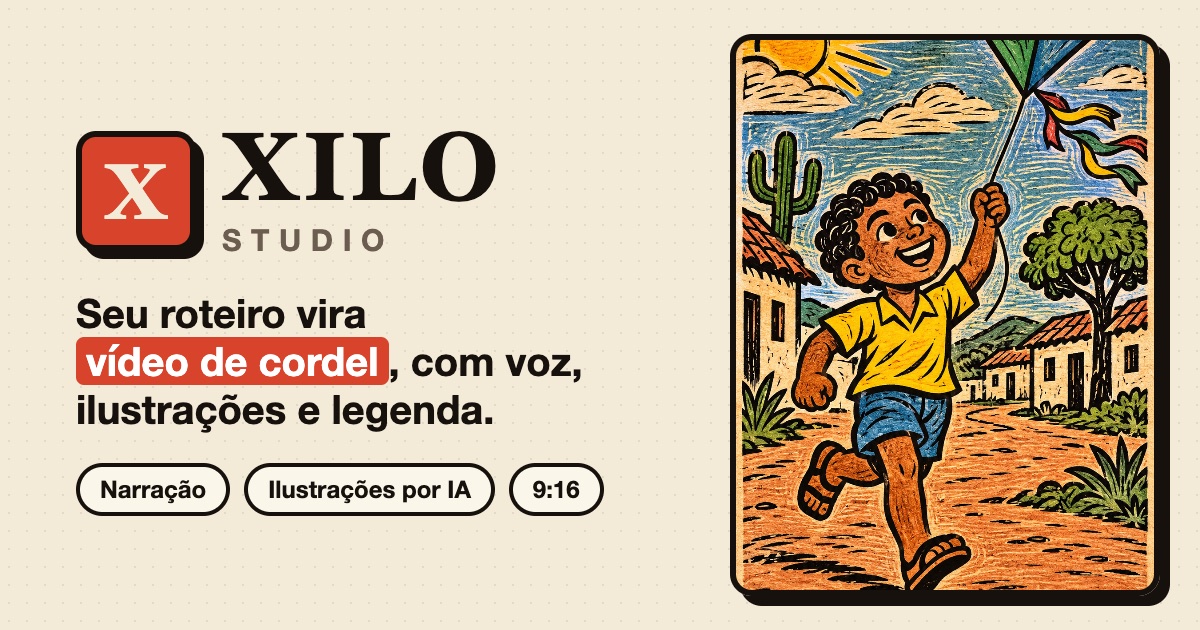 X
XILO
STUDIO
Seu roteiro vira
vídeo de cordel, com voz,
ilustrações e legenda.
Narração
Ilustrações por IA
9:16